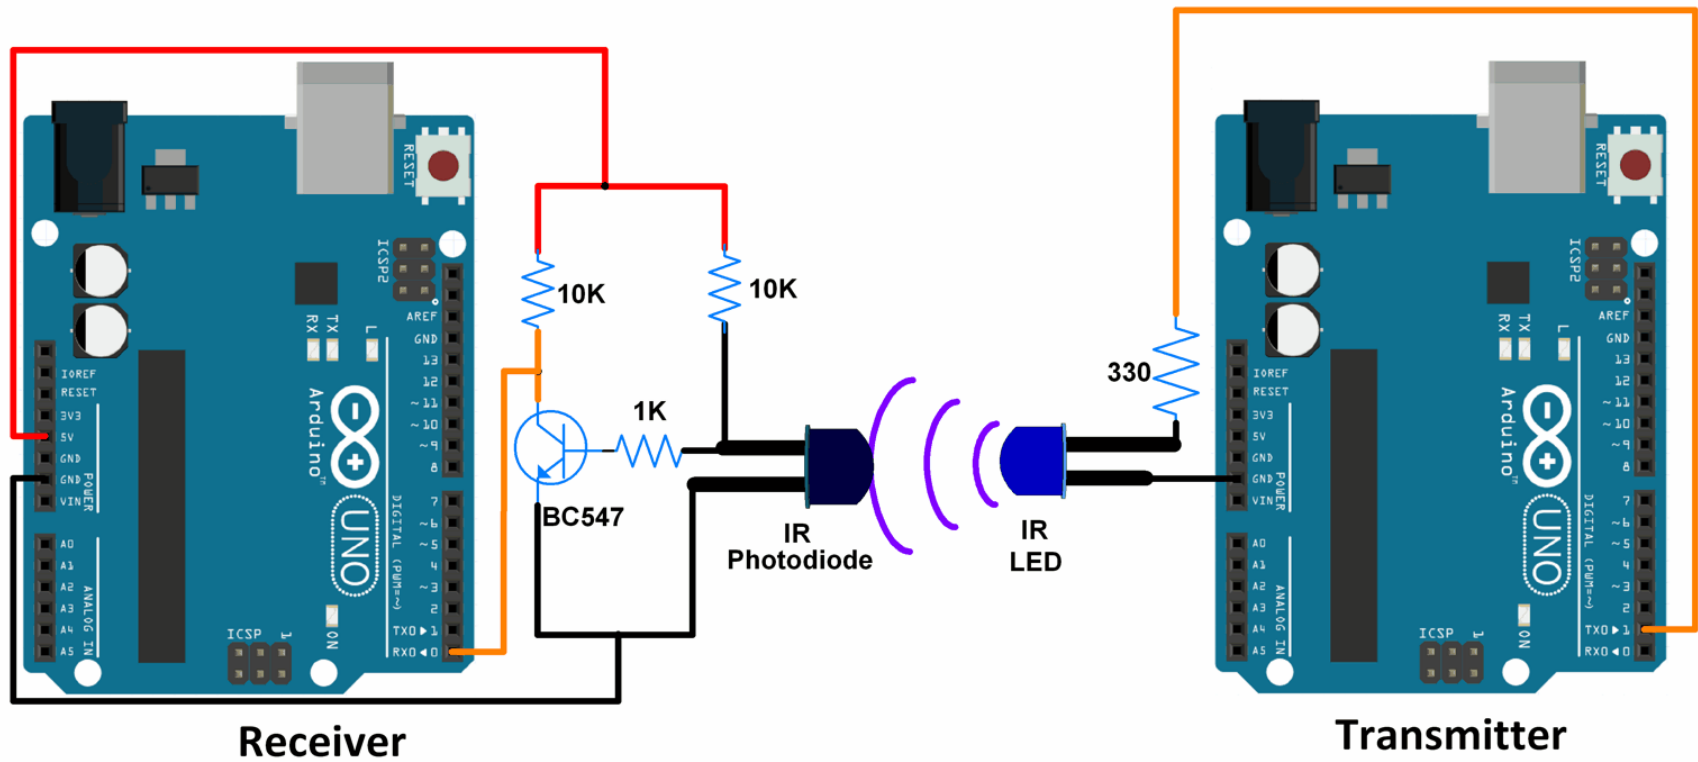 RESET
ICSP2
AREF
GND
13
12
~11
~10
~9
8
7
~6
~5
4
~3
2
TX0►1
RX0◄0
RX
TX
L
IOREF
RESET
3V3
5V
GND
GND
VIN
POWER
A0
A1
A2
A3
A4
A5
ANALOG IN
Arduino™
UNO
DIGITAL (PWM=~)
ICSP
1
ON
10K
10K
1K
BC547
IR
Photodiode
IR
LED
330
RESET
ICSP2
AREF
GND
13
12
~11
~10
~9
8
7
~6
~5
4
~3
2
TX0►1
RX0◄0
RX
TX
L
IOREF
RESET
3V3
5V
GND
GND
VIN
POWER
A0
A1
A2
A3
A4
A5
ANALOG IN
Arduino™
UNO
DIGITAL (PWM=~)
ICSP
1
ON
Receiver
Transmitter